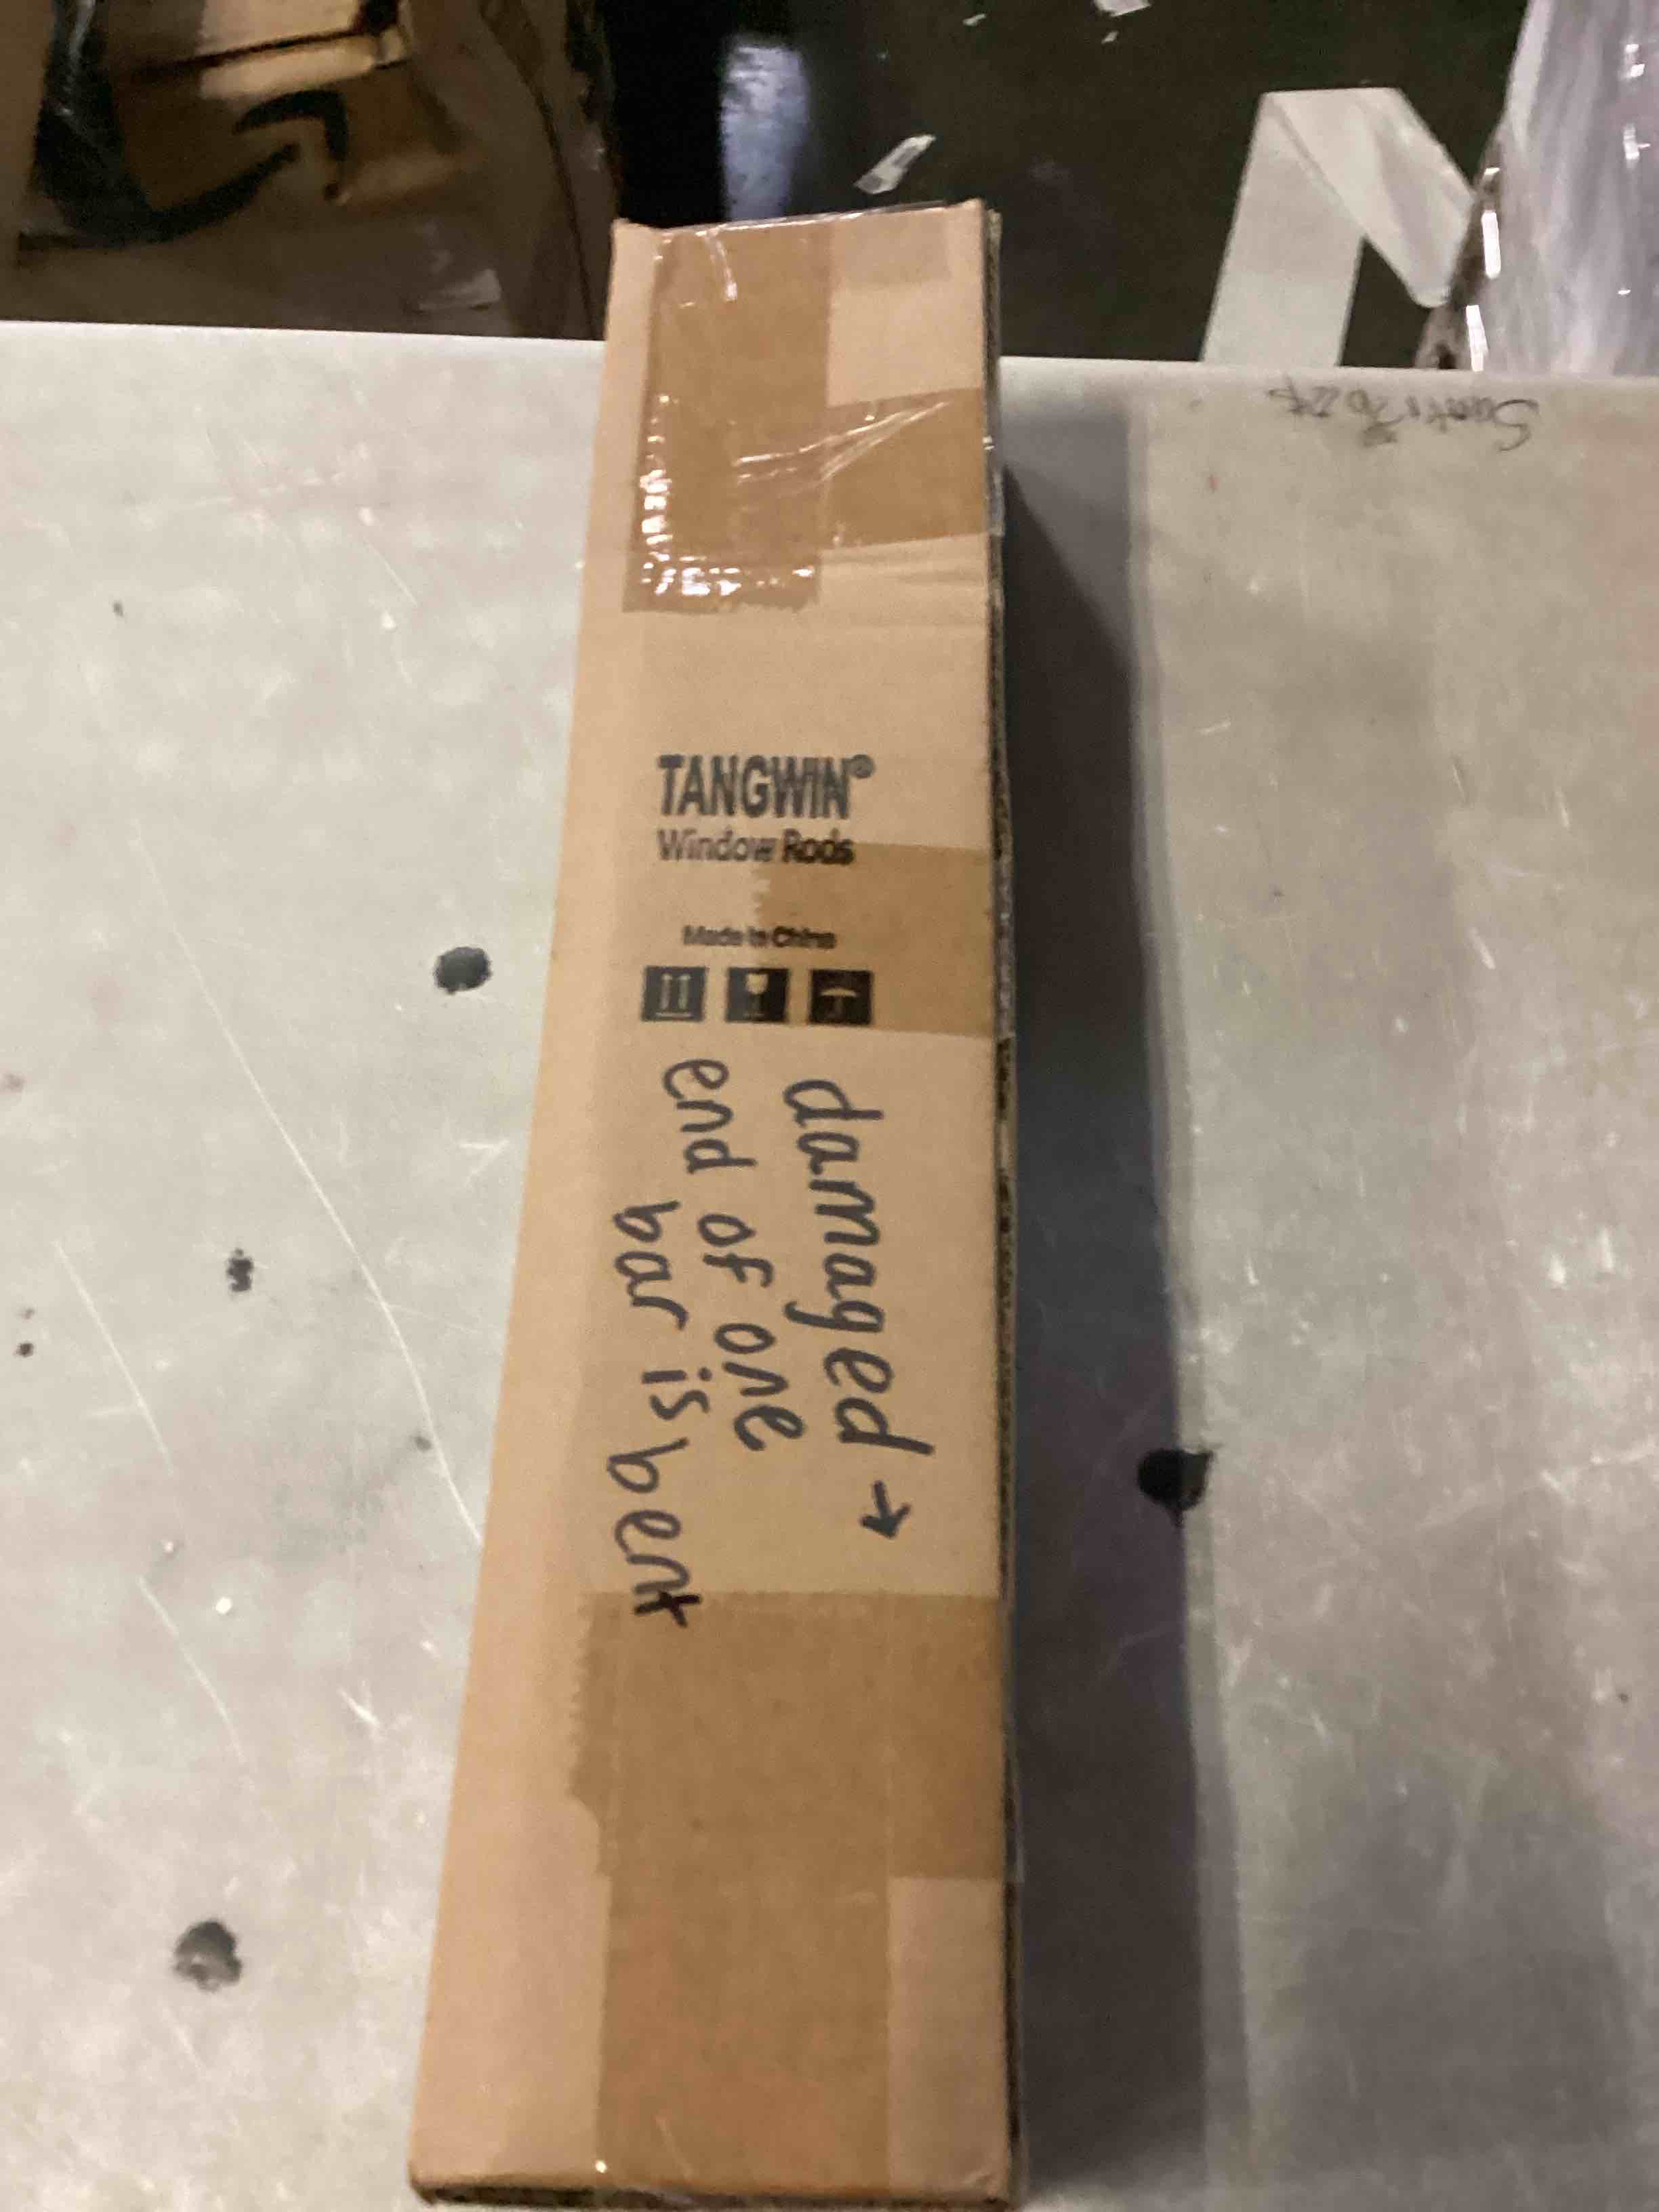 TANGWIN®
Window Rods
Made in China
damaged →
end of one
bar is bent